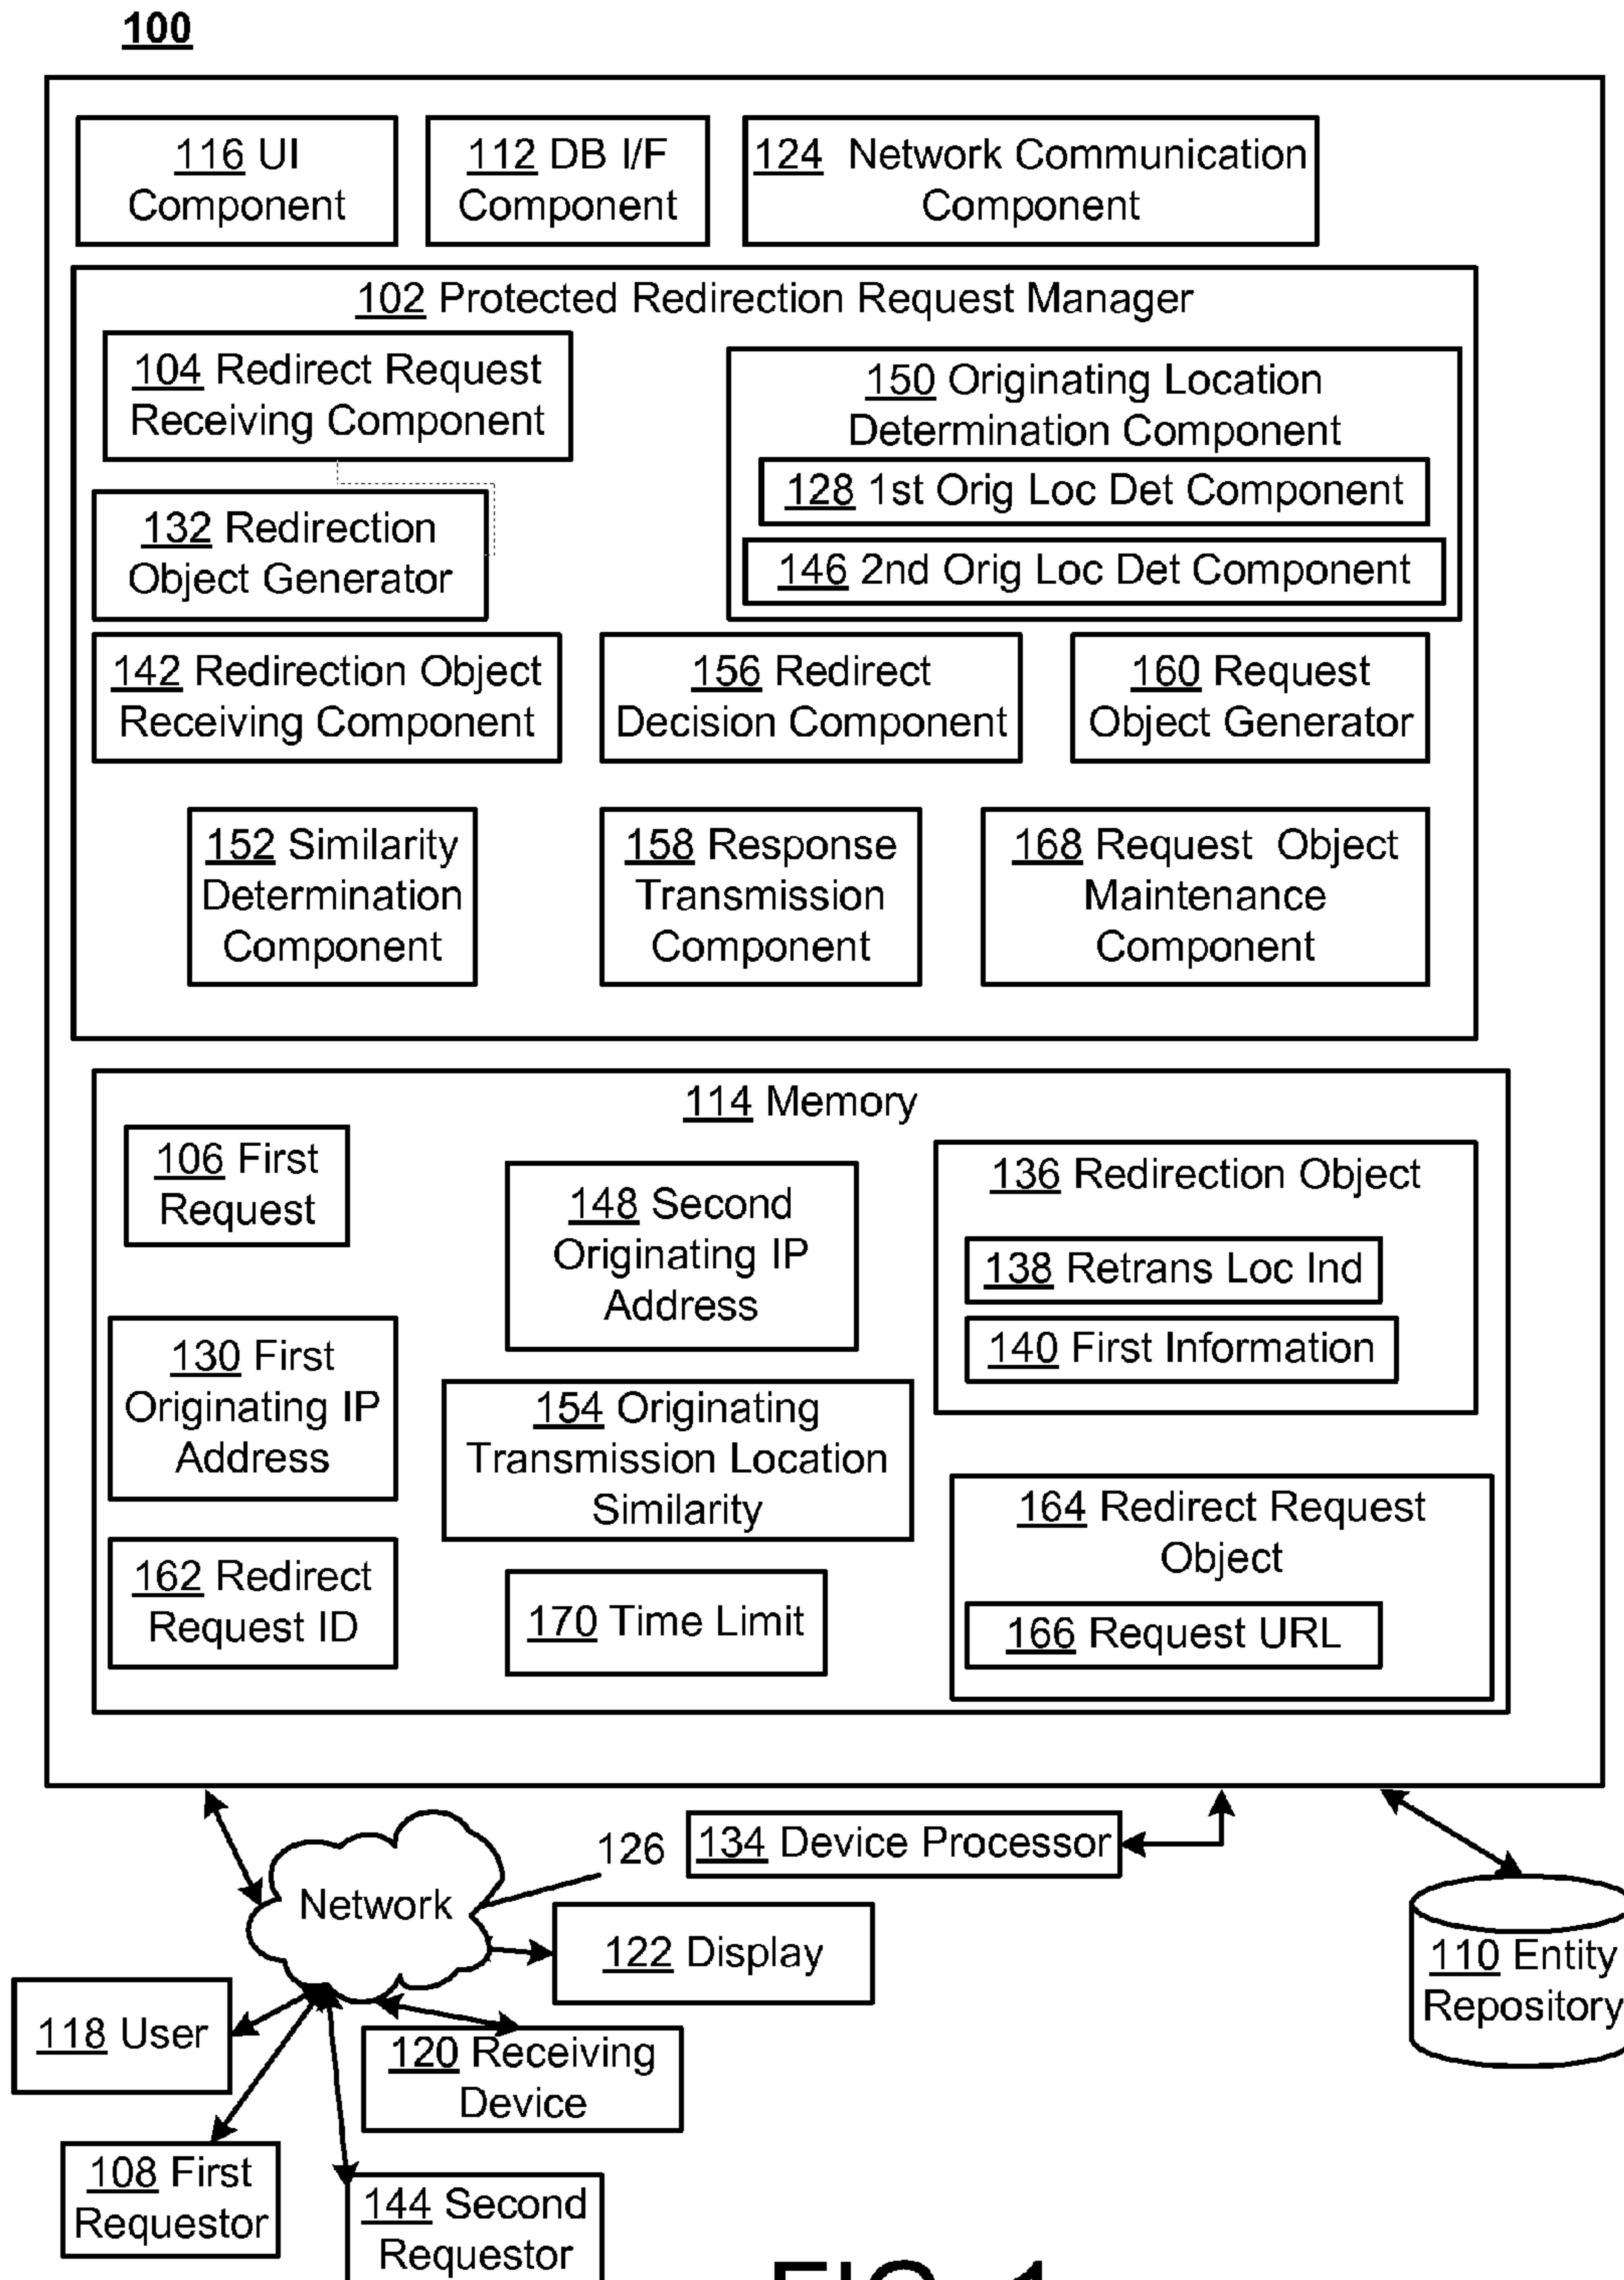 100
116 UI
Component
112 DB I/F
Component
124 Network Communication
Component
102 Protected Redirection Request Manager
104 Redirect Request
Receiving Component
150 Originating Location
Determination Component
128 1st Orig Loc Det Component
146 2nd Orig Loc Det Component
132 Redirection
Object Generator
142 Redirection Object
Receiving Component
156 Redirect
Decision Component
160 Request
Object Generator
152 Similarity
Determination
Component
158 Response
Transmission
Component
168 Request Object
Maintenance
Component
114 Memory
106 First
Request
148 Second
Originating IP
Address
136 Redirection Object
138 Retrans Loc Ind
140 First Information
130 First
Originating IP
Address
154 Originating
Transmission Location
Similarity
164 Redirect Request
Object
166 Request URL
162 Redirect
Request ID
170 Time Limit
126
134 Device Processor
Network
122 Display
110 Entity
Repository
118 User
120 Receiving
Device
108 First
Requestor
144 Second
Requestor
FIG. 1